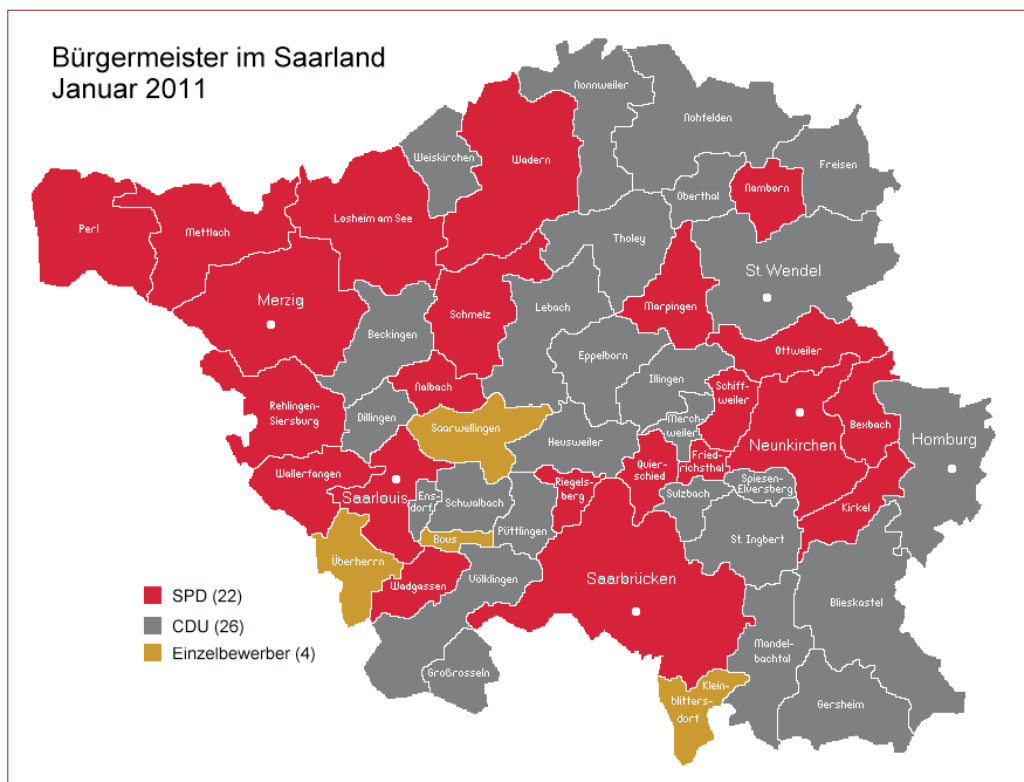 Bürgermeister im Saarland
Januar 2011
Nonnweiler
Nohfelden
Weiskirchen
Wadern
Freisen
Oberthal
Namborn
Perl
Mettlach
Losheim am See
Tholey
St. Wendel
Merzig
Lebach
Marpingen
Schmelz
Beckingen
Eppelborn
Ottweiler
Illingen
Nalbach
Schiff-
weiler
Rehlingen-
Siersburg
Dillingen
Saarwellingen
Merch
weiler
Bexbach
Heusweiler
Neunkirchen
Homburg
Fried-
richsthal
Quier-
schied
Wallerfangen
Riegels-
berg
Spiesen-
Elversberg
Saarlouis
Ens-
dorf
Schwalbach
Sulzbach
Kirkel
Püttlingen
Bous
St. Ingbert
Überherrn
Völklingen
Saarbrücken
Wadgassen
Blieskastel
SPD (22)
CDU (26)
Einzelbewerber (4)
Mandel-
bachtal
Großrosseln
Klein-
blitters-
dorf
Gersheim